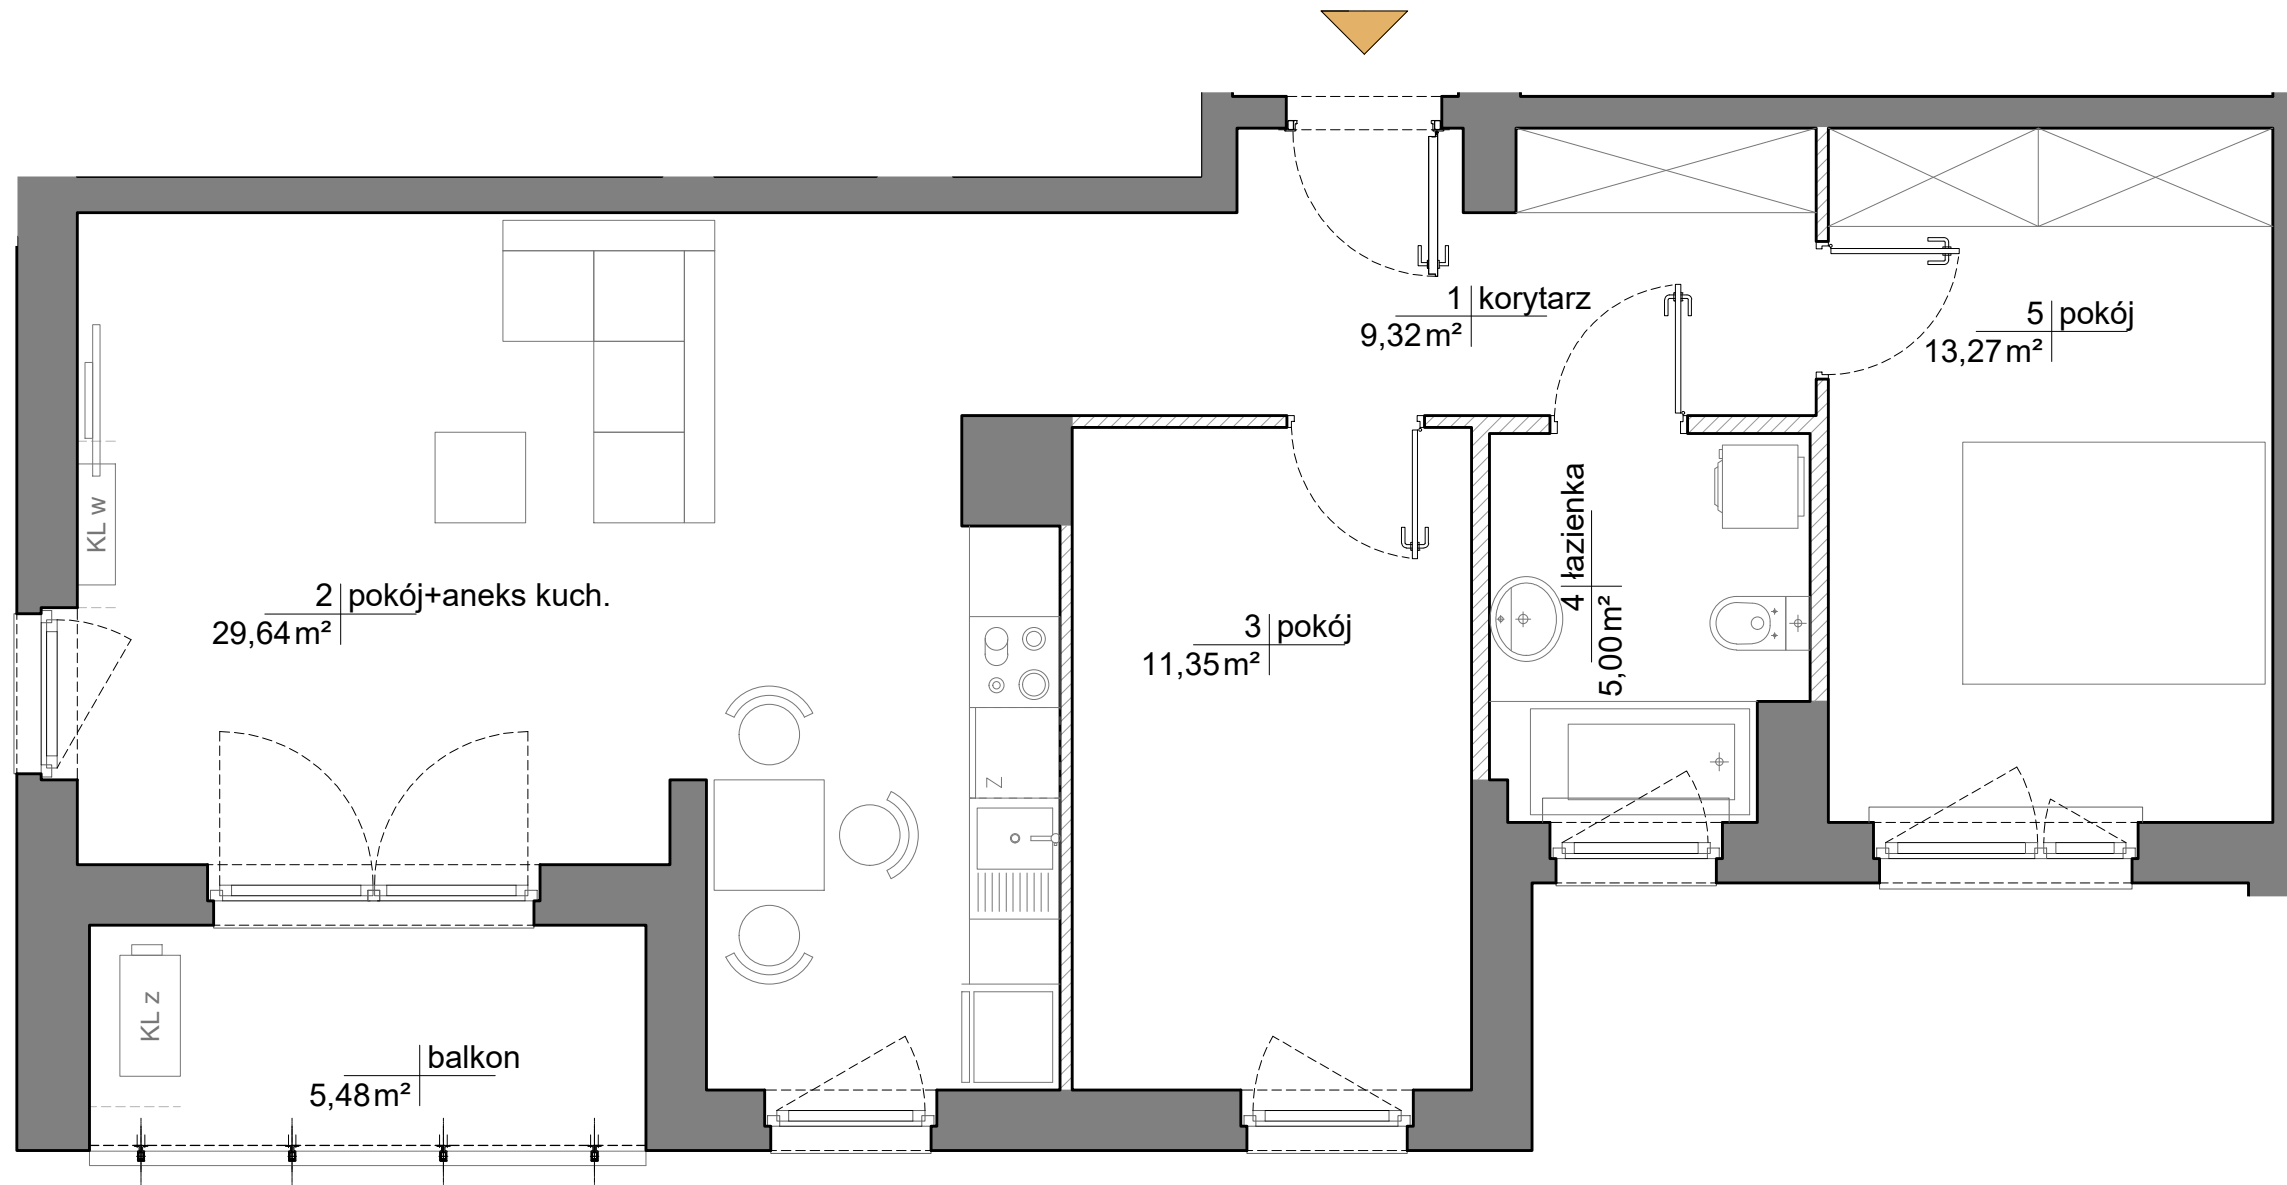 1 korytarz
9,32 m²
5 pokój
13,27 m²
KL w
2 pokój+aneks kuch.
29,64 m²
3 pokój
11,35 m²
4 łazienka
5,00 m²
Z
KL z
balkon
5,48 m²